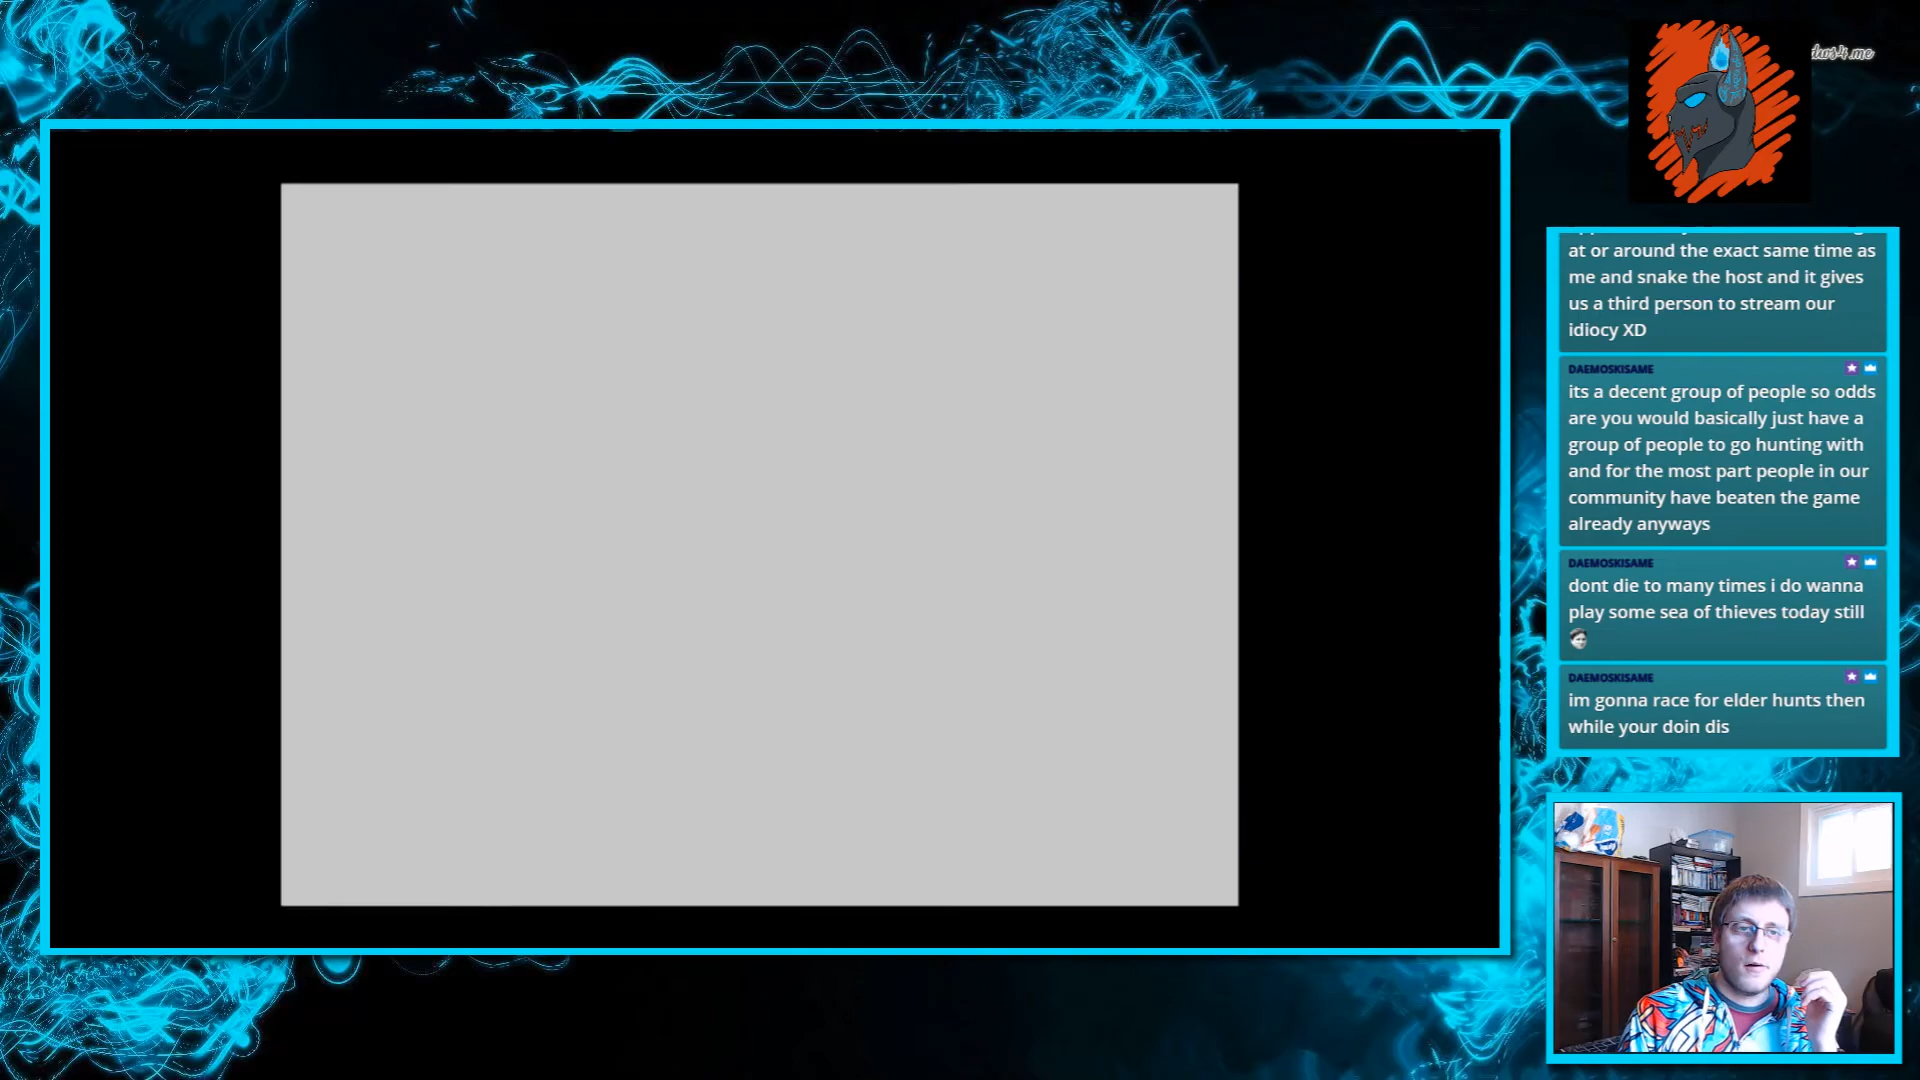 at or around the exact same time as
me and snake the host and it gives
us a third person to stream our
idiocy XD
DAEMOSKISAME
its a decent group of people so odds
are you would basically just have a
group of people to go hunting with
and for the most part people in our
community have beaten the game
already anyways
DAEMOSKISAME
dont die to many times i do wanna
play some sea of thieves today still
DAEMOSKISAME
im gonna race for elder hunts then
while your doin dis